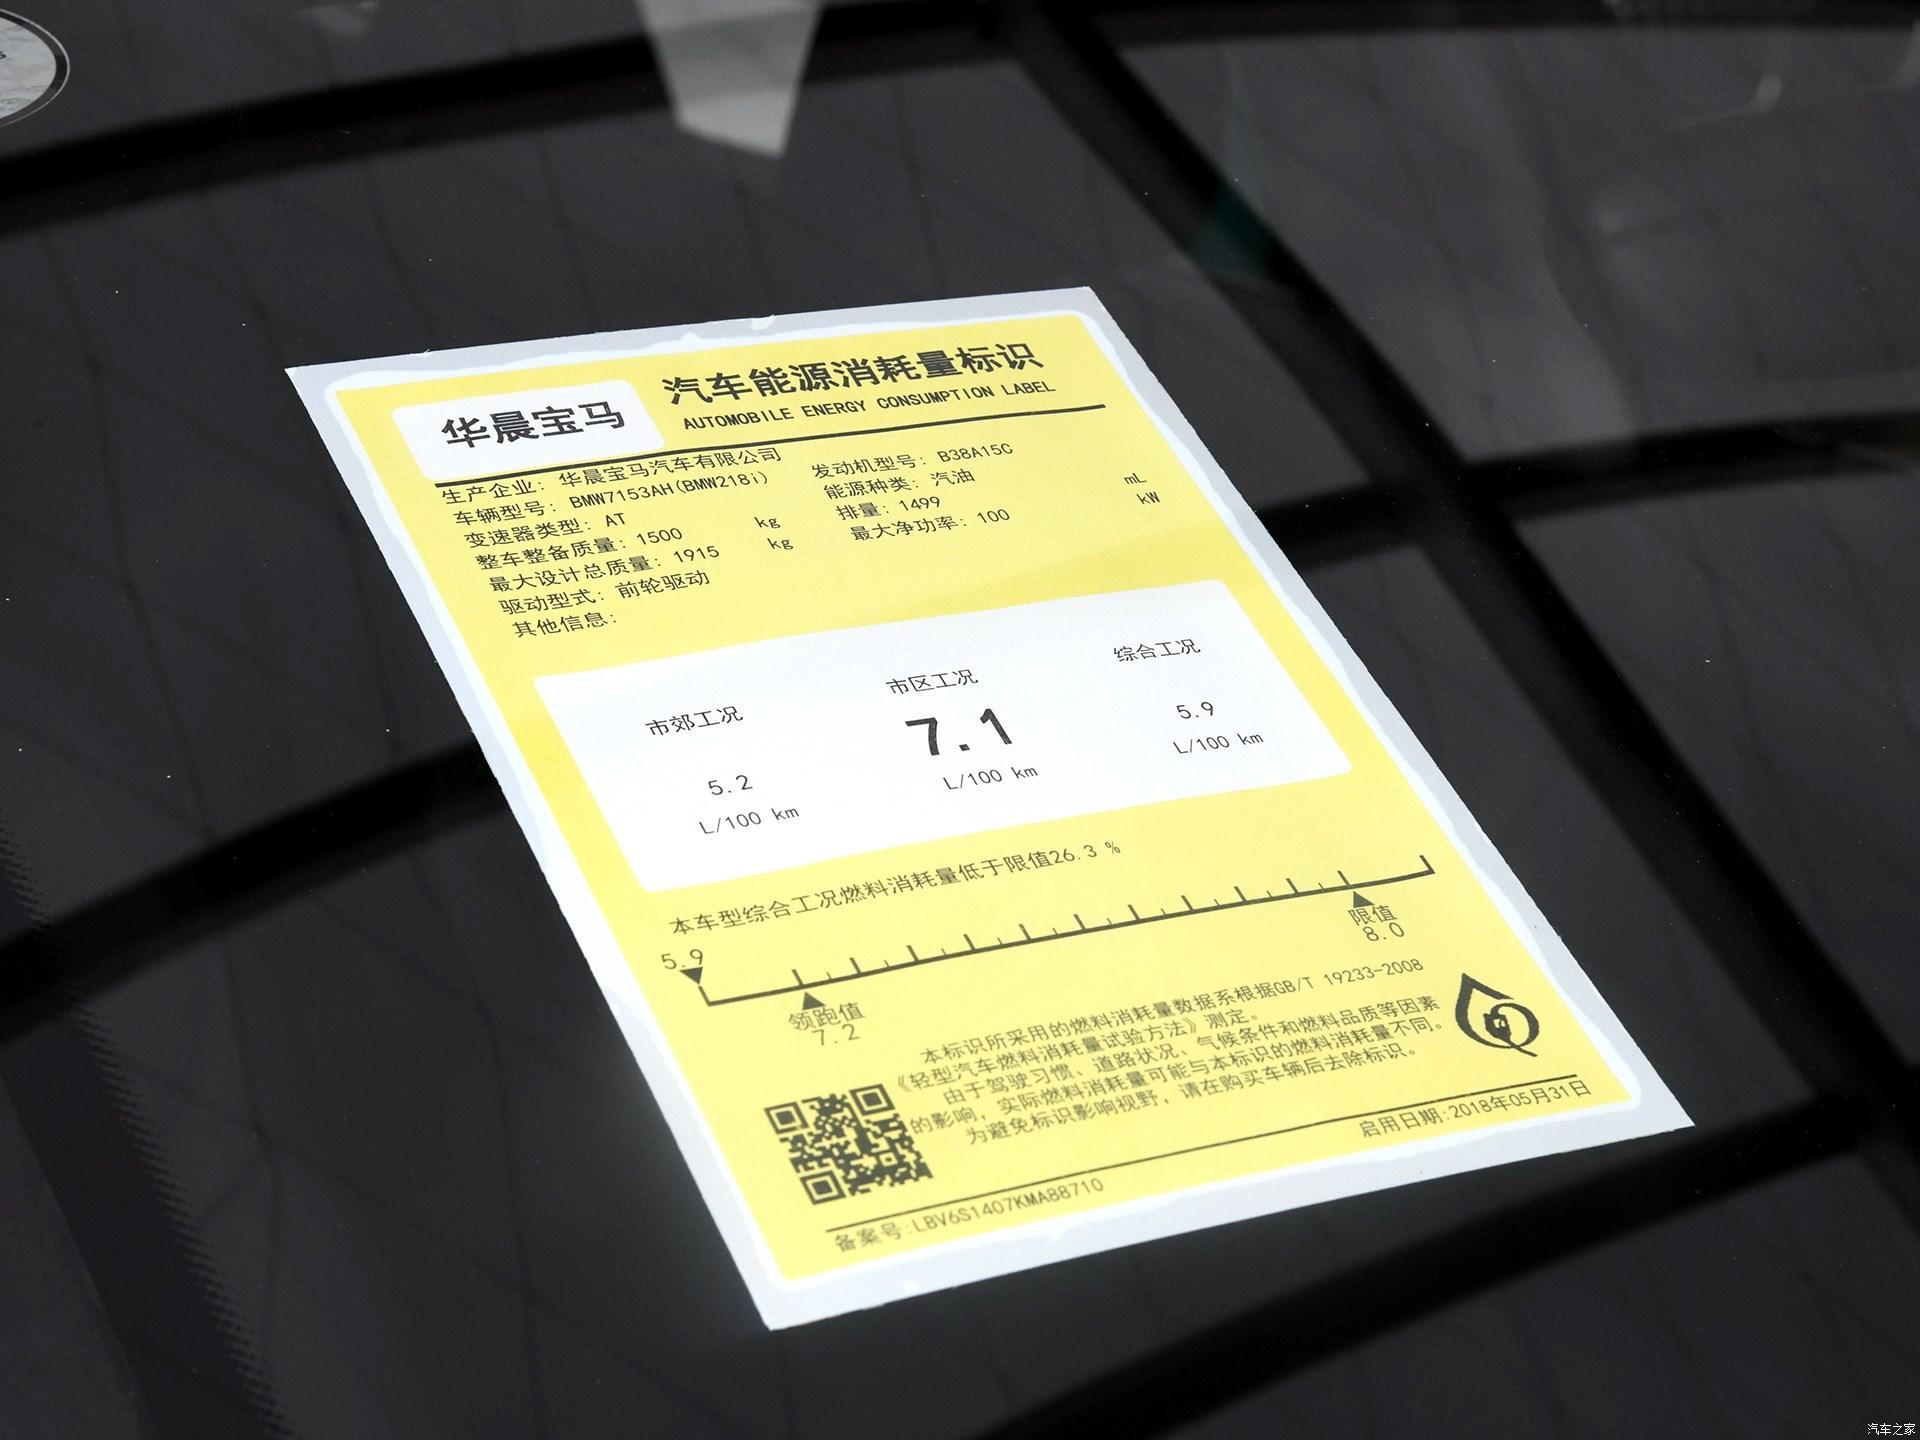 华晨宝马
汽车能源消耗量标识
AUTOMOBILE ENERGY CONSUMPTION LABEL
生产企业: 华晨宝马汽车有限公司
车辆型号: BMW7153AH(BMW218i)
变速器类型: AT
整车整备质量: 1500 kg
最大设计总质量: 1915 kg
驱动型式: 前轮驱动
其他信息:
发动机型号: B38A15C
能源种类: 汽油
排量: 1499 mL
最大净功率: 100 kW
市郊工况
5.2
L/100 km
市区工况
7.1
L/100 km
综合工况
5.9
L/100 km
本车型综合工况燃料消耗量低于限值26.3 %
5.9
领跑值
7.2
限值
8.0
本标识所采用的燃料消耗量数据系根据GB/T 19233-2008
《轻型汽车燃料消耗量试验方法》测定。
由于驾驶习惯、道路状况、气候条件和燃料品质等因素
的影响，实际燃料消耗量可能与本标识的燃料消耗量不同。
为避免标识影响视野，请在购买车辆后去除标识。
启用日期:2018年05月31日
备案号:LBV6S1407KMA88710
汽车之家